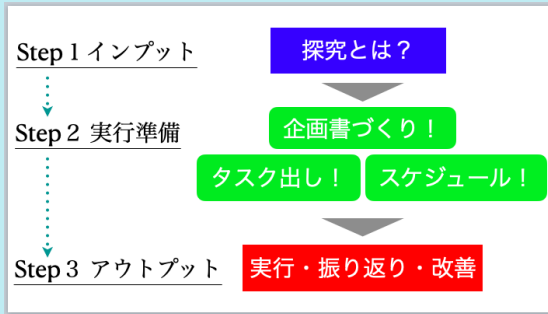 Step 1 インプット
探究とは？
Step 2 実行準備
企画書づくり！
タスク出し！
スケジュール！
Step 3 アウトプット
実行・振り返り・改善